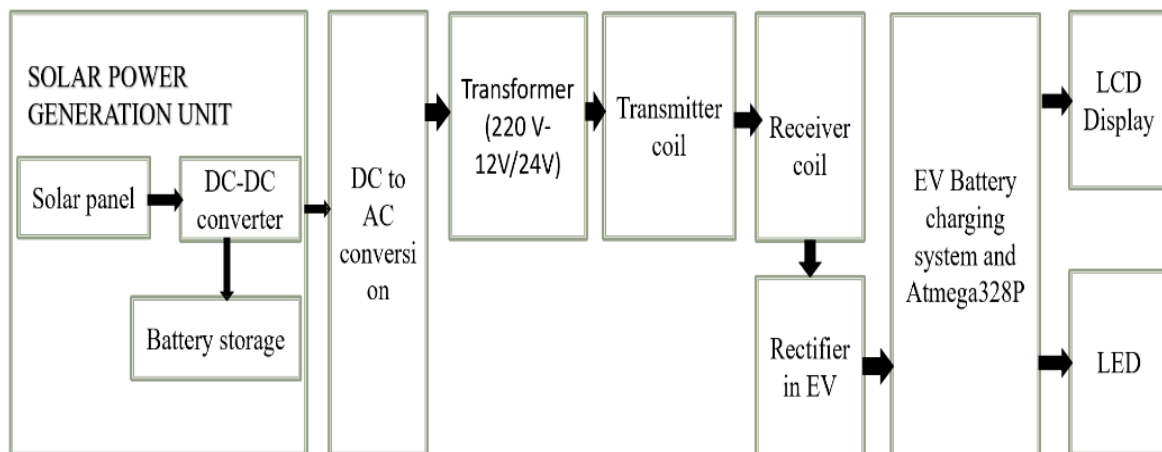 SOLAR POWER
GENERATION UNIT
Solar panel
DC-DC
converter
Battery storage
DC to
AC
conversi
on
Transformer
(220 V-
12V/24V)
Transmitter
coil
Receiver
coil
Rectifier
in EV
EV Battery
charging
system and
Atmega328P
LCD
Display
LED